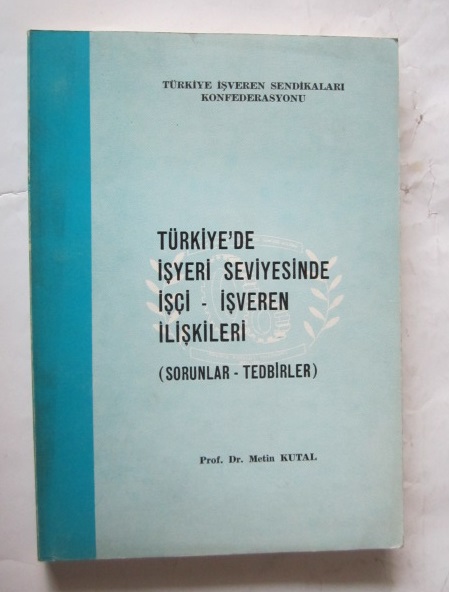 TÜRKİYE İŞVEREN SENDİKALARI
KONFEDERASYONU
TÜRKİYE'DE
İŞYERİ SEVİYESİNDE
İŞÇİ - İŞVEREN
İLİŞKİLERİ
(SORUNLAR - TEDBİRLER)
Prof. Dr. Metin KUTAL